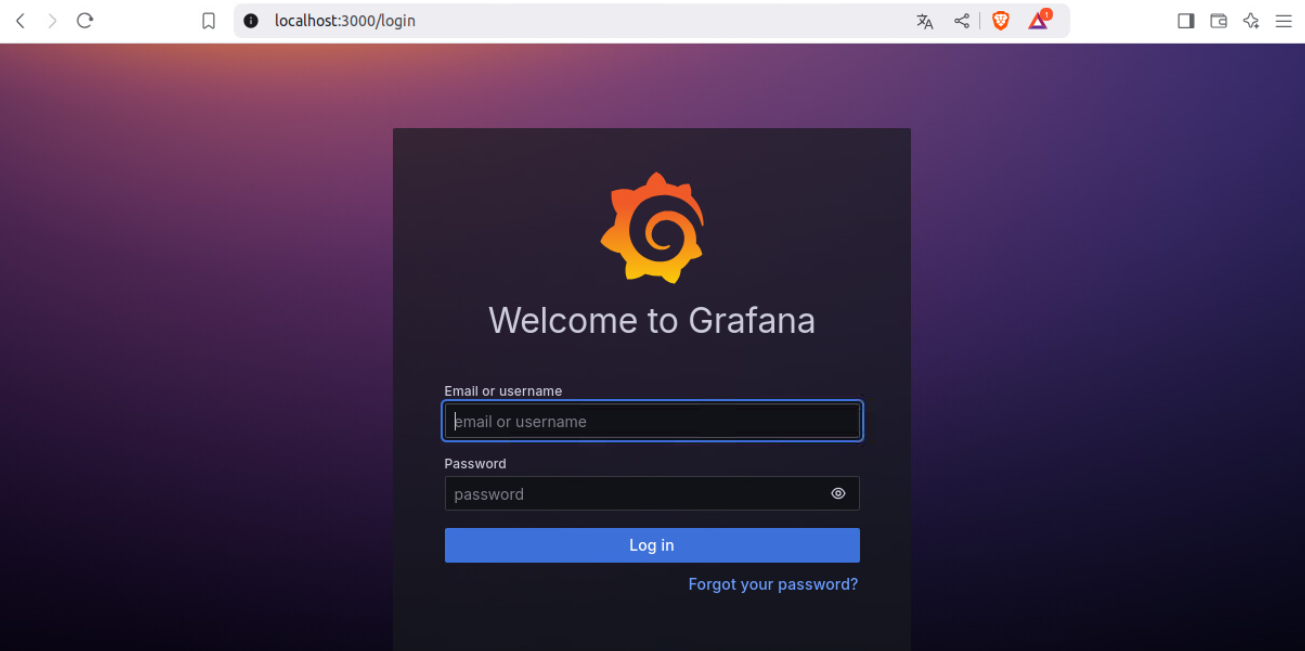 localhost:3000/login
1
Welcome to Grafana
Email or username
email or username
Password
password
Log in
Forgot your password?